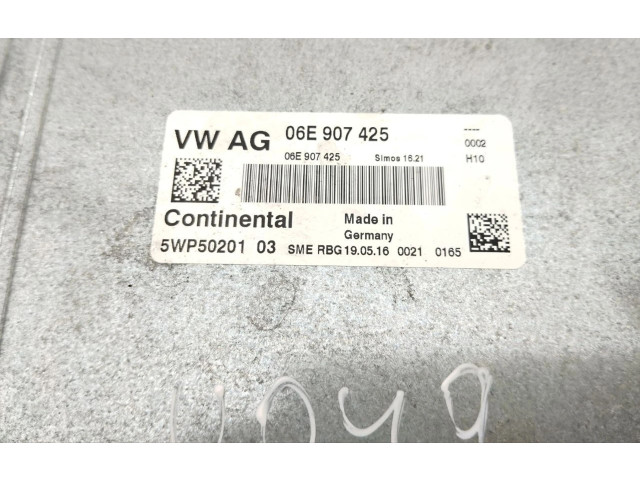 VW AG 06E 907 425 ----
0002
06E 907 425 Simos 16.21 H10
Continental Made in
Germany
5WP50201 03 SME RBG 19.05.16 0021 0165
4049